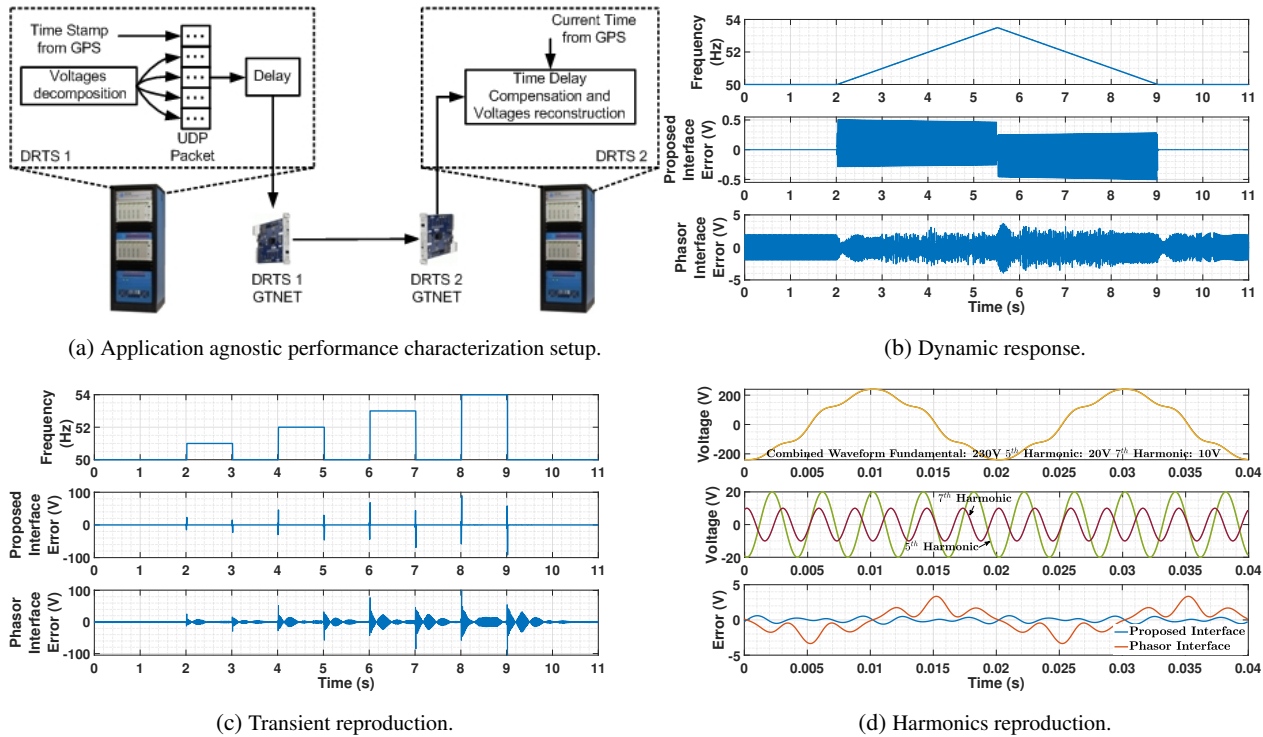 Time Stamp
from GPS
Voltages
decomposition
...
...
...
...
...
UDP
Packet
Delay
DRTS 1
Current Time
from GPS
Time Delay
Compensation and
Voltages reconstruction
DRTS 2
DRTS 1
GTNET
DRTS 2
GTNET
(a) Application agnostic performance characterization setup.
Frequency
(Hz)
54
52
50
0 1 2 3 4 5 6 7 8 9 10 11
Proposed
Interface
Error (V)
0.5
0
-0.5
0 1 2 3 4 5 6 7 8 9 10 11
Phasor
Interface
Error (V)
5
0
-5
0 1 2 3 4 5 6 7 8 9 10 11
Time (s)
(b) Dynamic response.
Frequency
(Hz)
54
52
50
0 1 2 3 4 5 6 7 8 9 10 11
Proposed
Interface
Error (V)
100
0
-100
0 1 2 3 4 5 6 7 8 9 10 11
Phasor
Interface
Error (V)
100
0
-100
0 1 2 3 4 5 6 7 8 9 10 11
Time (s)
(c) Transient reproduction.
Voltage (V)
200
0
-200
Combined Waveform Fundamental: 230V 5th Harmonic: 20V 7th Harmonic: 10V
0 0.005 0.01 0.015 0.02 0.025 0.03 0.035 0.04
Voltage (V)
20
0
-20
7th Harmonic
5th Harmonic
0 0.005 0.01 0.015 0.02 0.025 0.03 0.035 0.04
Error (V)
5
0
-5
Proposed Interface
Phasor Interface
0 0.005 0.01 0.015 0.02 0.025 0.03 0.035 0.04
Time (s)
(d) Harmonics reproduction.